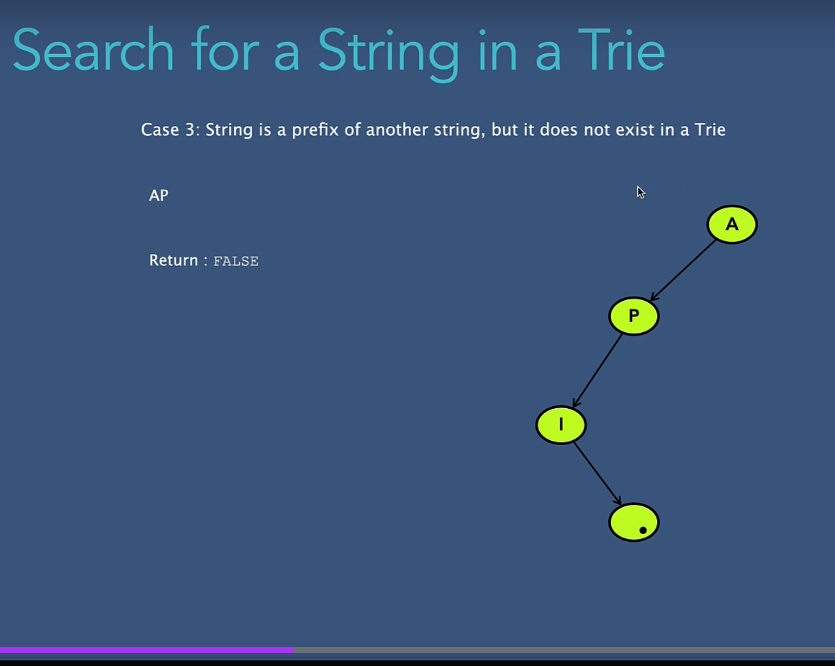 Search for a String in a Trie
Case 3: String is a prefix of another string, but it does not exist in a Trie
AP
A
Return : FALSE
P
I